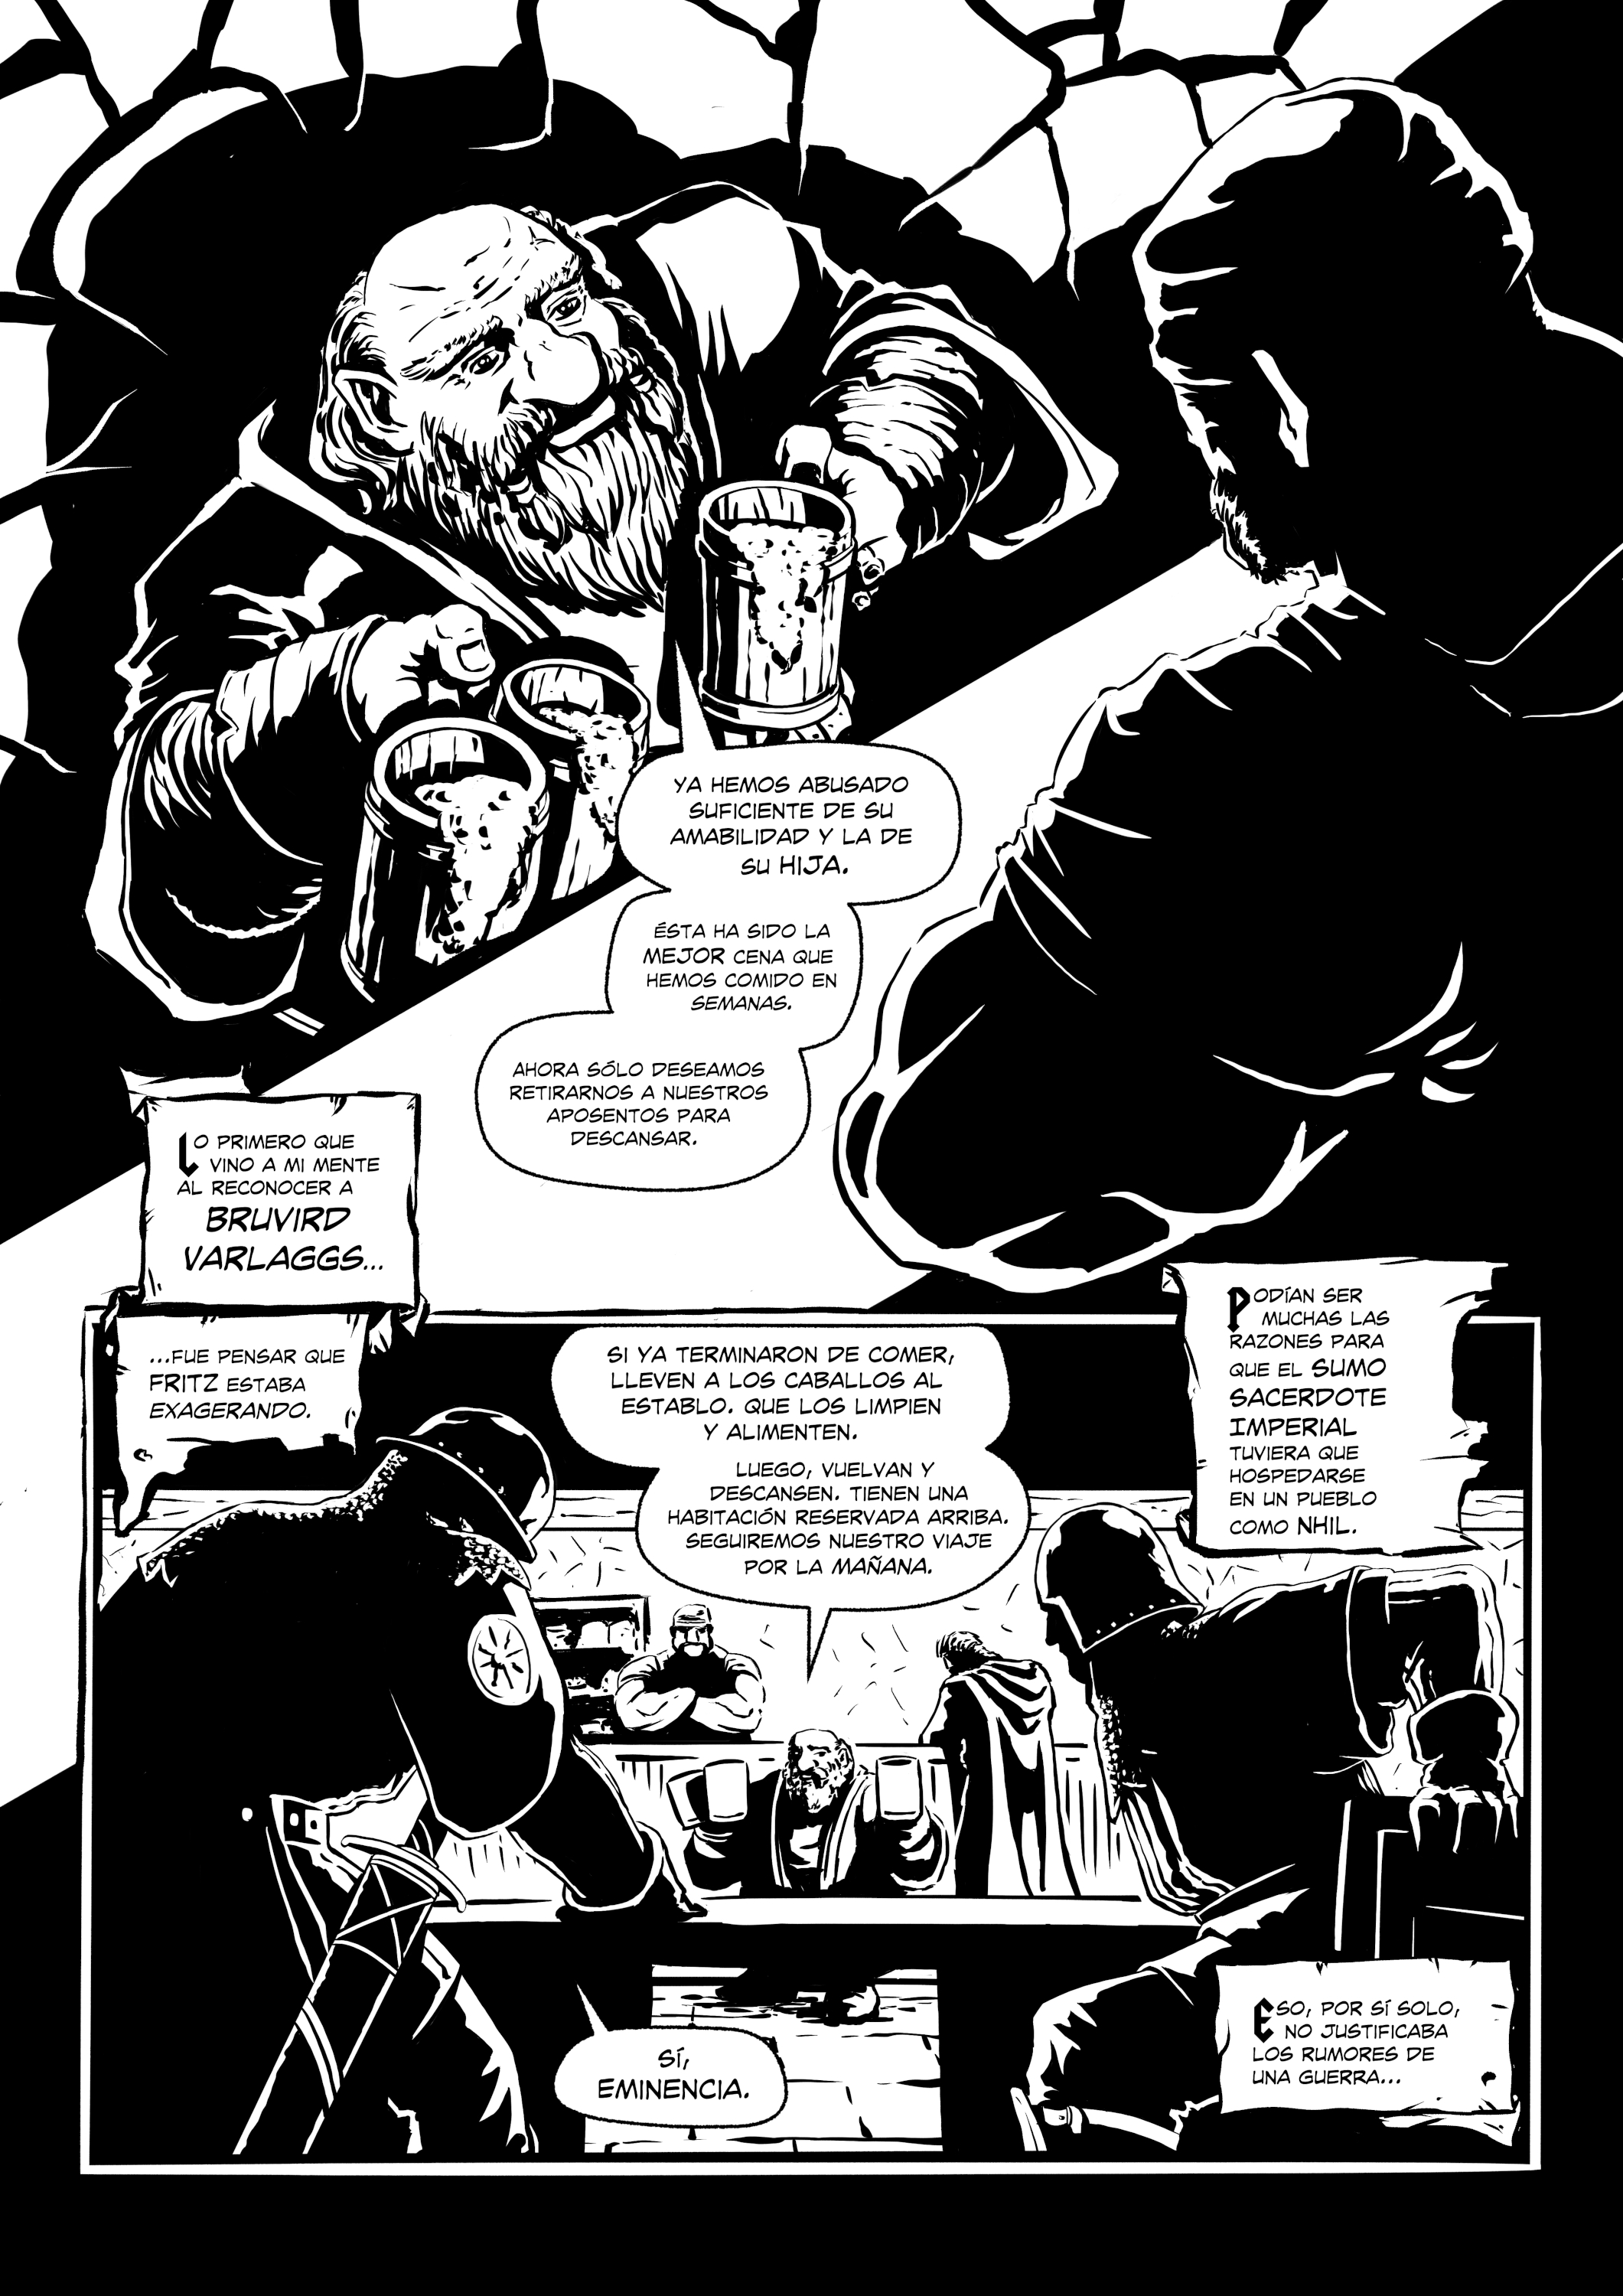 YA HEMOS ABUSADO
SUFICIENTE DE SU
AMABILIDAD Y LA DE
SU HIJA.
ÉSTA HA SIDO LA
MEJOR CENA QUE
HEMOS COMIDO EN
SEMANAS.
AHORA SÓLO DESEAMOS
RETIRARNOS A NUESTROS
APOSENTOS PARA
DESCANSAR.
LO PRIMERO QUE
VINO A MI MENTE
AL RECONOCER A
BRUVIRD
VARLAGGS...
...FUE PENSAR QUE
FRITZ ESTABA
EXAGERANDO.
SI YA TERMINARON DE COMER,
LLEVEN A LOS CABALLOS AL
ESTABLO. QUE LOS LIMPIEN
Y ALIMENTEN.
LUEGO, VUELVAN Y
DESCANSEN. TIENEN UNA
HABITACIÓN RESERVADA ARRIBA.
SEGUIREMOS NUESTRO VIAJE
POR LA MAÑANA.
PODÍAN SER
MUCHAS LAS
RAZONES PARA
QUE EL SUMO
SACERDOTE
IMPERIAL
TUVIERA QUE
HOSPEDARSE
EN UN PUEBLO
COMO NHIL.
SÍ,
EMINENCIA.
ESO, POR SÍ SOLO,
NO JUSTIFICABA
LOS RUMORES DE
UNA GUERRA...